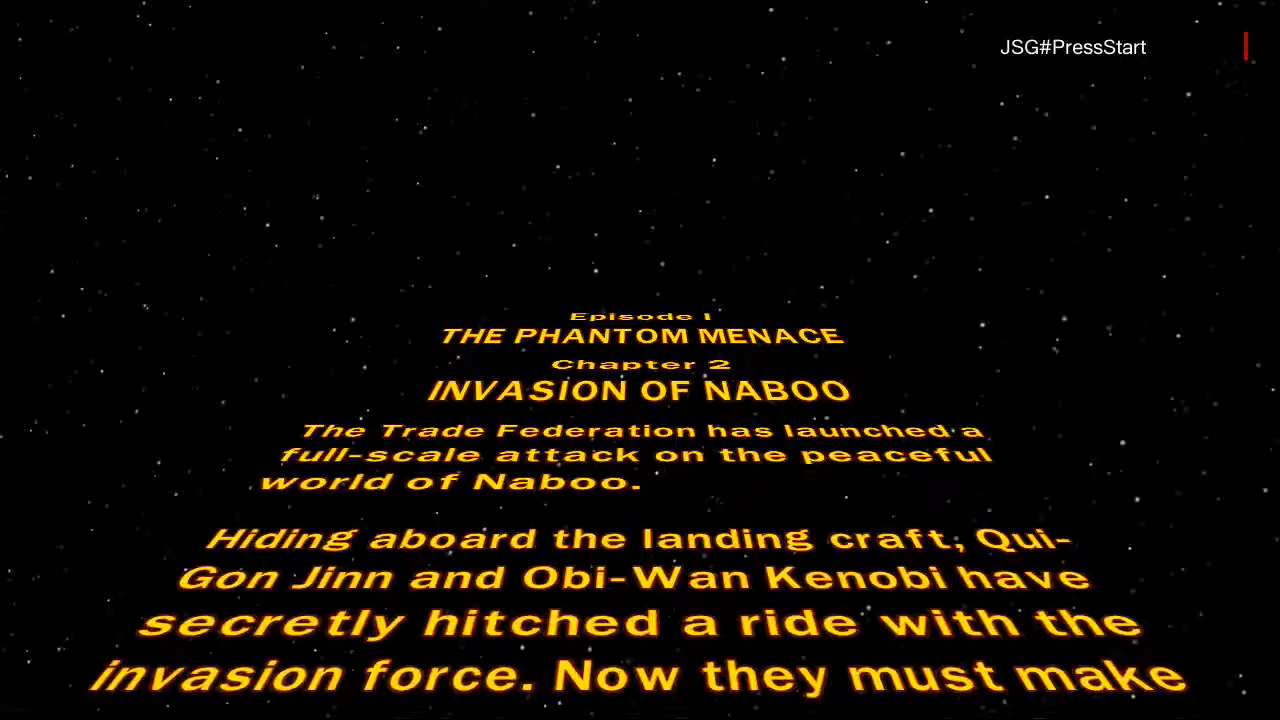 JSG#PressStart
Episode I
THE PHANTOM MENACE
Chapter 2
INVASION OF NABOO
The Trade Federation has launched a
full-scale attack on the peaceful
world of Naboo.
Hiding aboard the landing craft, Qui-
Gon Jinn and Obi-Wan Kenobi have
secretly hitched a ride with the
invasion force. Now they must make